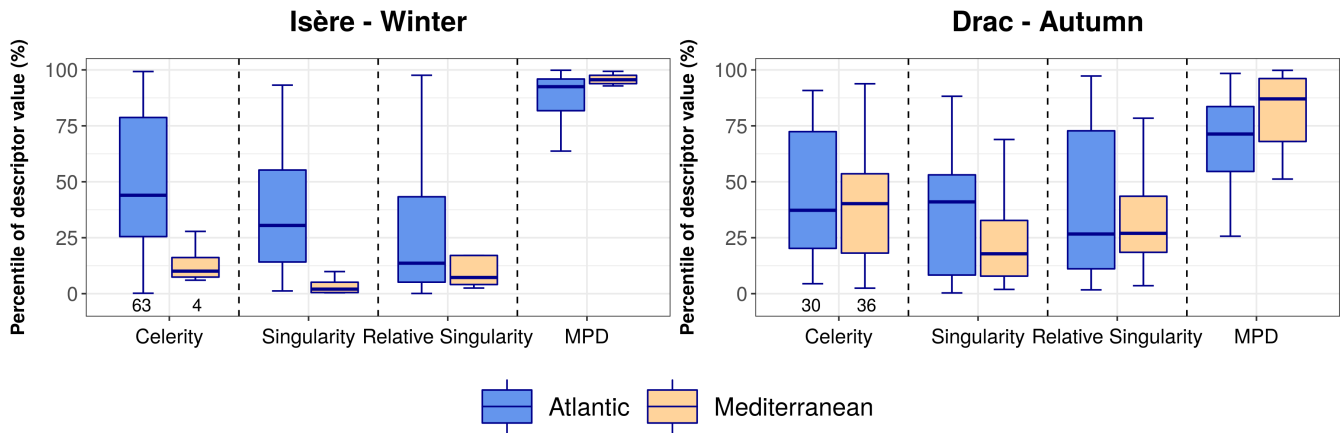 Isère - Winter
Percentile of descriptor value (%)
100
75
50
25
0
63 4
Celerity Singularity Relative Singularity MPD
Drac - Autumn
Percentile of descriptor value (%)
100
75
50
25
0
30 36
Celerity Singularity Relative Singularity MPD
Atlantic Mediterranean